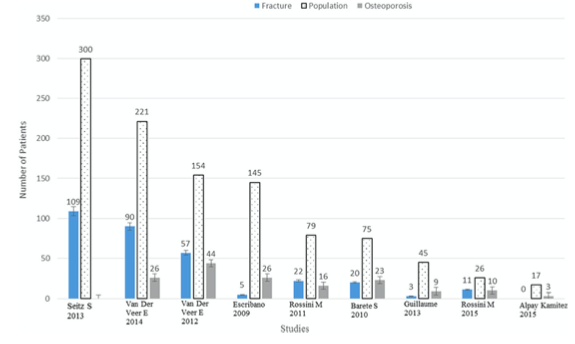 Fracture Population Osteoporosis
350
300
250
200
150
100
50
0
Number of Patients
109 300
90 221 26
57 154 44
5 145 26
22 79 16
20 75 23
3 45 9
11 26 10
0 17 3
Seitz S
2013
Van Der
Veer E
2014
Van Der
Veer E
2012
Escribano
2009
Rossini M
2011
Barete S
2010
Guillaume
2013
Rossini M
2015
Alpay Kamitez
2015
Studies